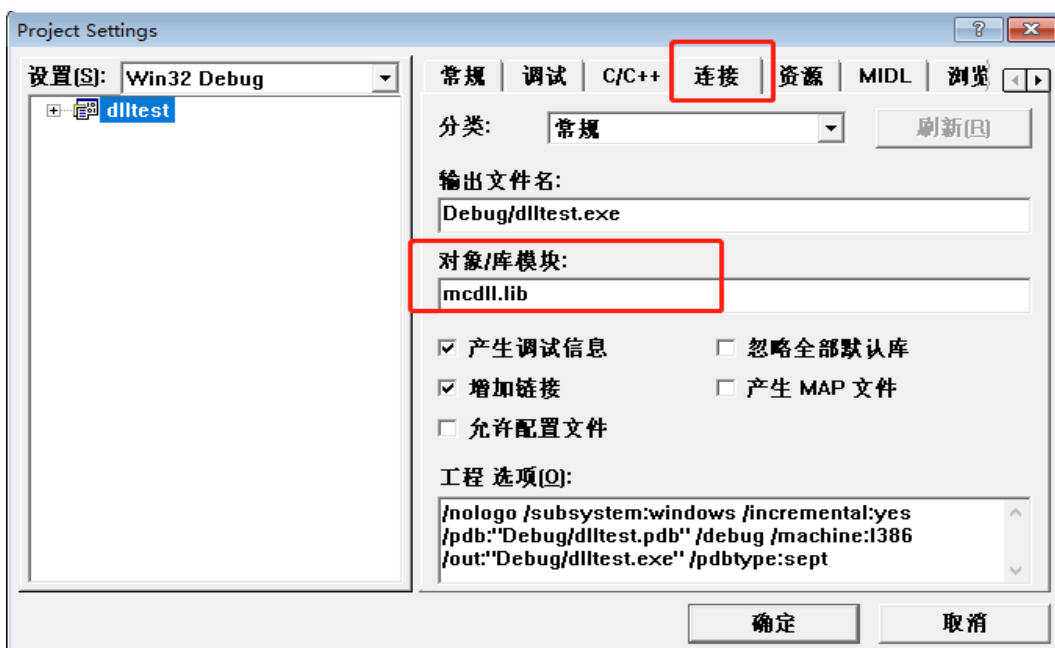 Project Settings
设置(S): Win32 Debug
dlltest
常规 调试 C/C++ 连接 资源 MIDL 浏览
分类: 常规 刷新(R)
输出文件名:
Debug/dlltest.exe
对象/库模块:
mcdll.lib
产生调试信息 忽略全部默认库
增加链接 产生 MAP 文件
允许配置文件
工程 选项(O):
/nologo /subsystem:windows /incremental:yes
/pdb:"Debug/dlltest.pdb" /debug /machine:I386
/out:"Debug/dlltest.exe" /pdbtype:sept
确定 取消